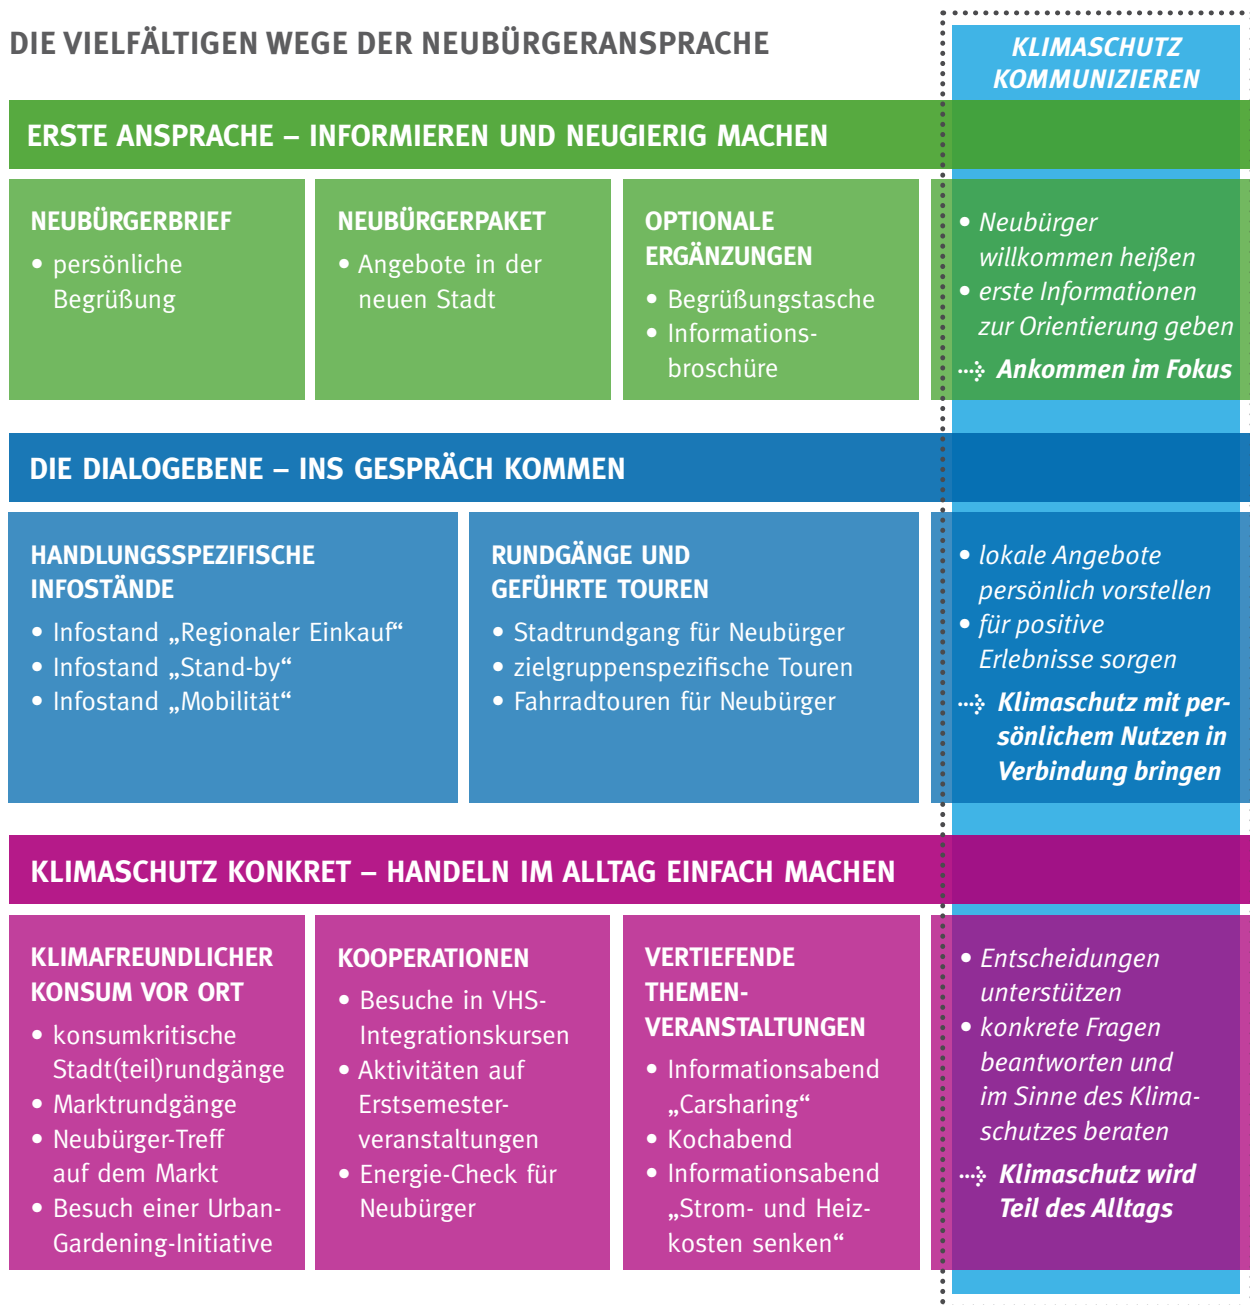 DIE VIELFÄLTIGEN WEGE DER NEUBÜRGERANSPRACHE
KLIMASCHUTZ
KOMMUNIZIEREN
ERSTE ANSPRACHE – INFORMIEREN UND NEUGIERIG MACHEN
NEUBÜRGERBRIEF
• persönliche
Begrüßung
NEUBÜRGERPAKET
• Angebote in der
neuen Stadt
OPTIONALE
ERGÄNZUNGEN
• Begrüßungstasche
• Informations-
broschüre
• Neubürger
willkommen heißen
• erste Informationen
zur Orientierung geben
Ankommen im Fokus
DIE DIALOGEBENE – INS GESPRÄCH KOMMEN
HANDLUNGSSPEZIFISCHE
INFOSTÄNDE
• Infostand „Regionaler Einkauf“
• Infostand „Stand-by“
• Infostand „Mobilität“
RUNDGÄNGE UND
GEFÜHRTE TOUREN
• Stadtrundgang für Neubürger
• zielgruppenspezifische Touren
• Fahrradtouren für Neubürger
• lokale Angebote
persönlich vorstellen
• für positive
Erlebnisse sorgen
Klimaschutz mit per-
sönlichem Nutzen in
Verbindung bringen
KLIMASCHUTZ KONKRET – HANDELN IM ALLTAG EINFACH MACHEN
KLIMAFREUNDLICHER
KONSUM VOR ORT
• konsumkritische
Stadt(teil)rundgänge
• Marktrundgänge
• Neubürger-Treff
auf dem Markt
• Besuch einer Urban-
Gardening-Initiative
KOOPERATIONEN
• Besuche in VHS-
Integrationskursen
• Aktivitäten auf
Erstsemester-
veranstaltungen
• Energie-Check für
Neubürger
VERTIEFENDE
THEMEN-
VERANSTALTUNGEN
• Informationsabend
„Carsharing“
• Kochabend
• Informationsabend
„Strom- und Heiz-
kosten senken“
• Entscheidungen
unterstützen
• konkrete Fragen
beantworten und
im Sinne des Klima-
schutzes beraten
Klimaschutz wird
Teil des Alltags